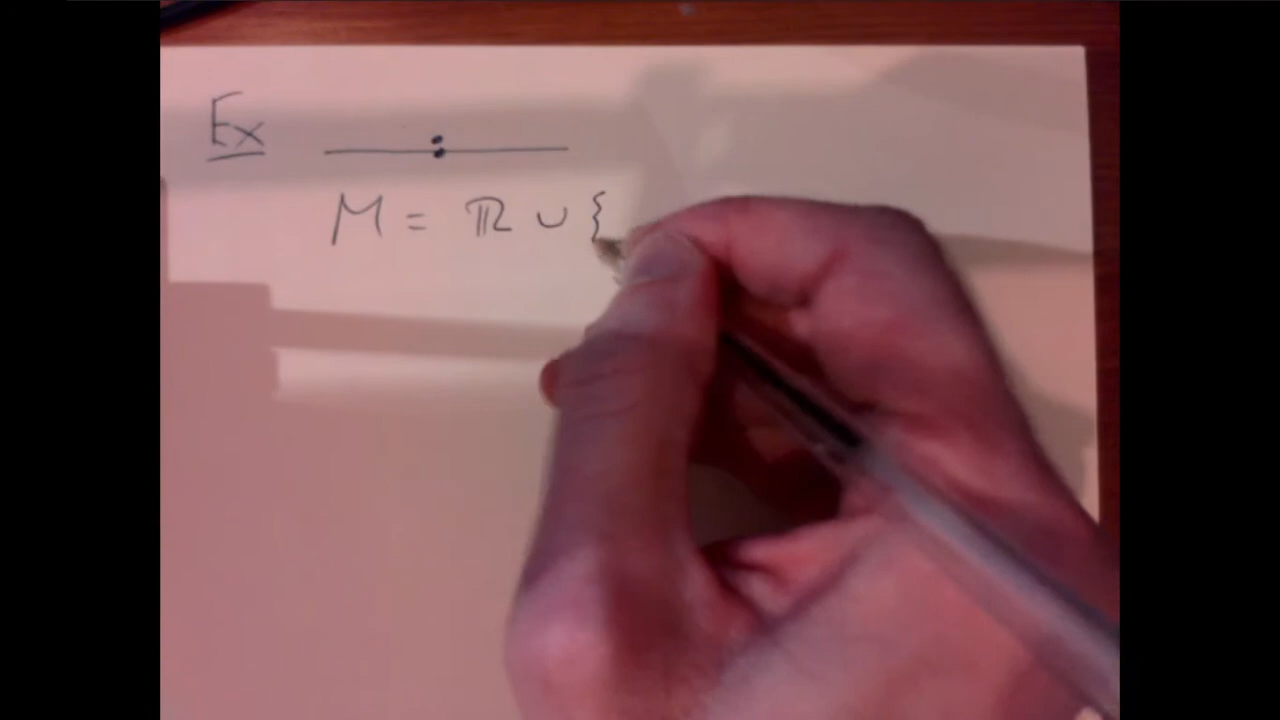 Ex
M = ℝ ∪ {